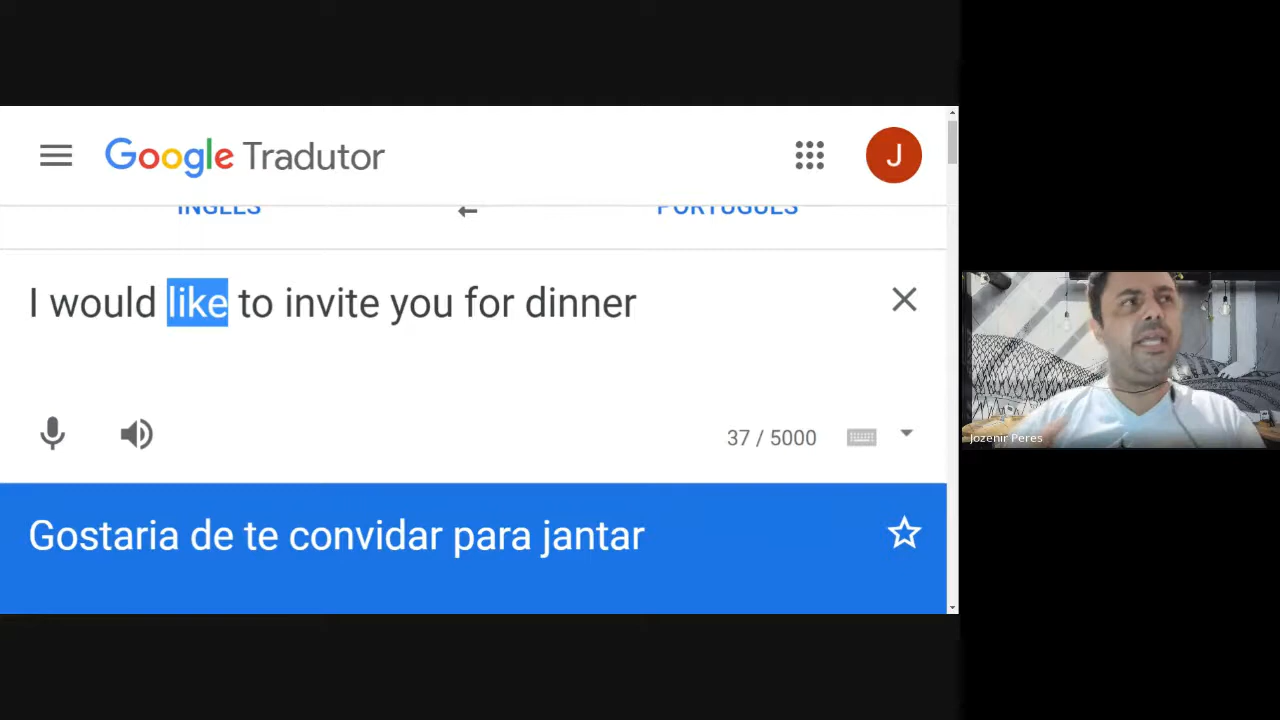 Google Tradutor
J
INGLÊS
PORTUGUÊS
I would like to invite you for dinner
37 / 5000
Gostaria de te convidar para jantar
Jozenir Peres